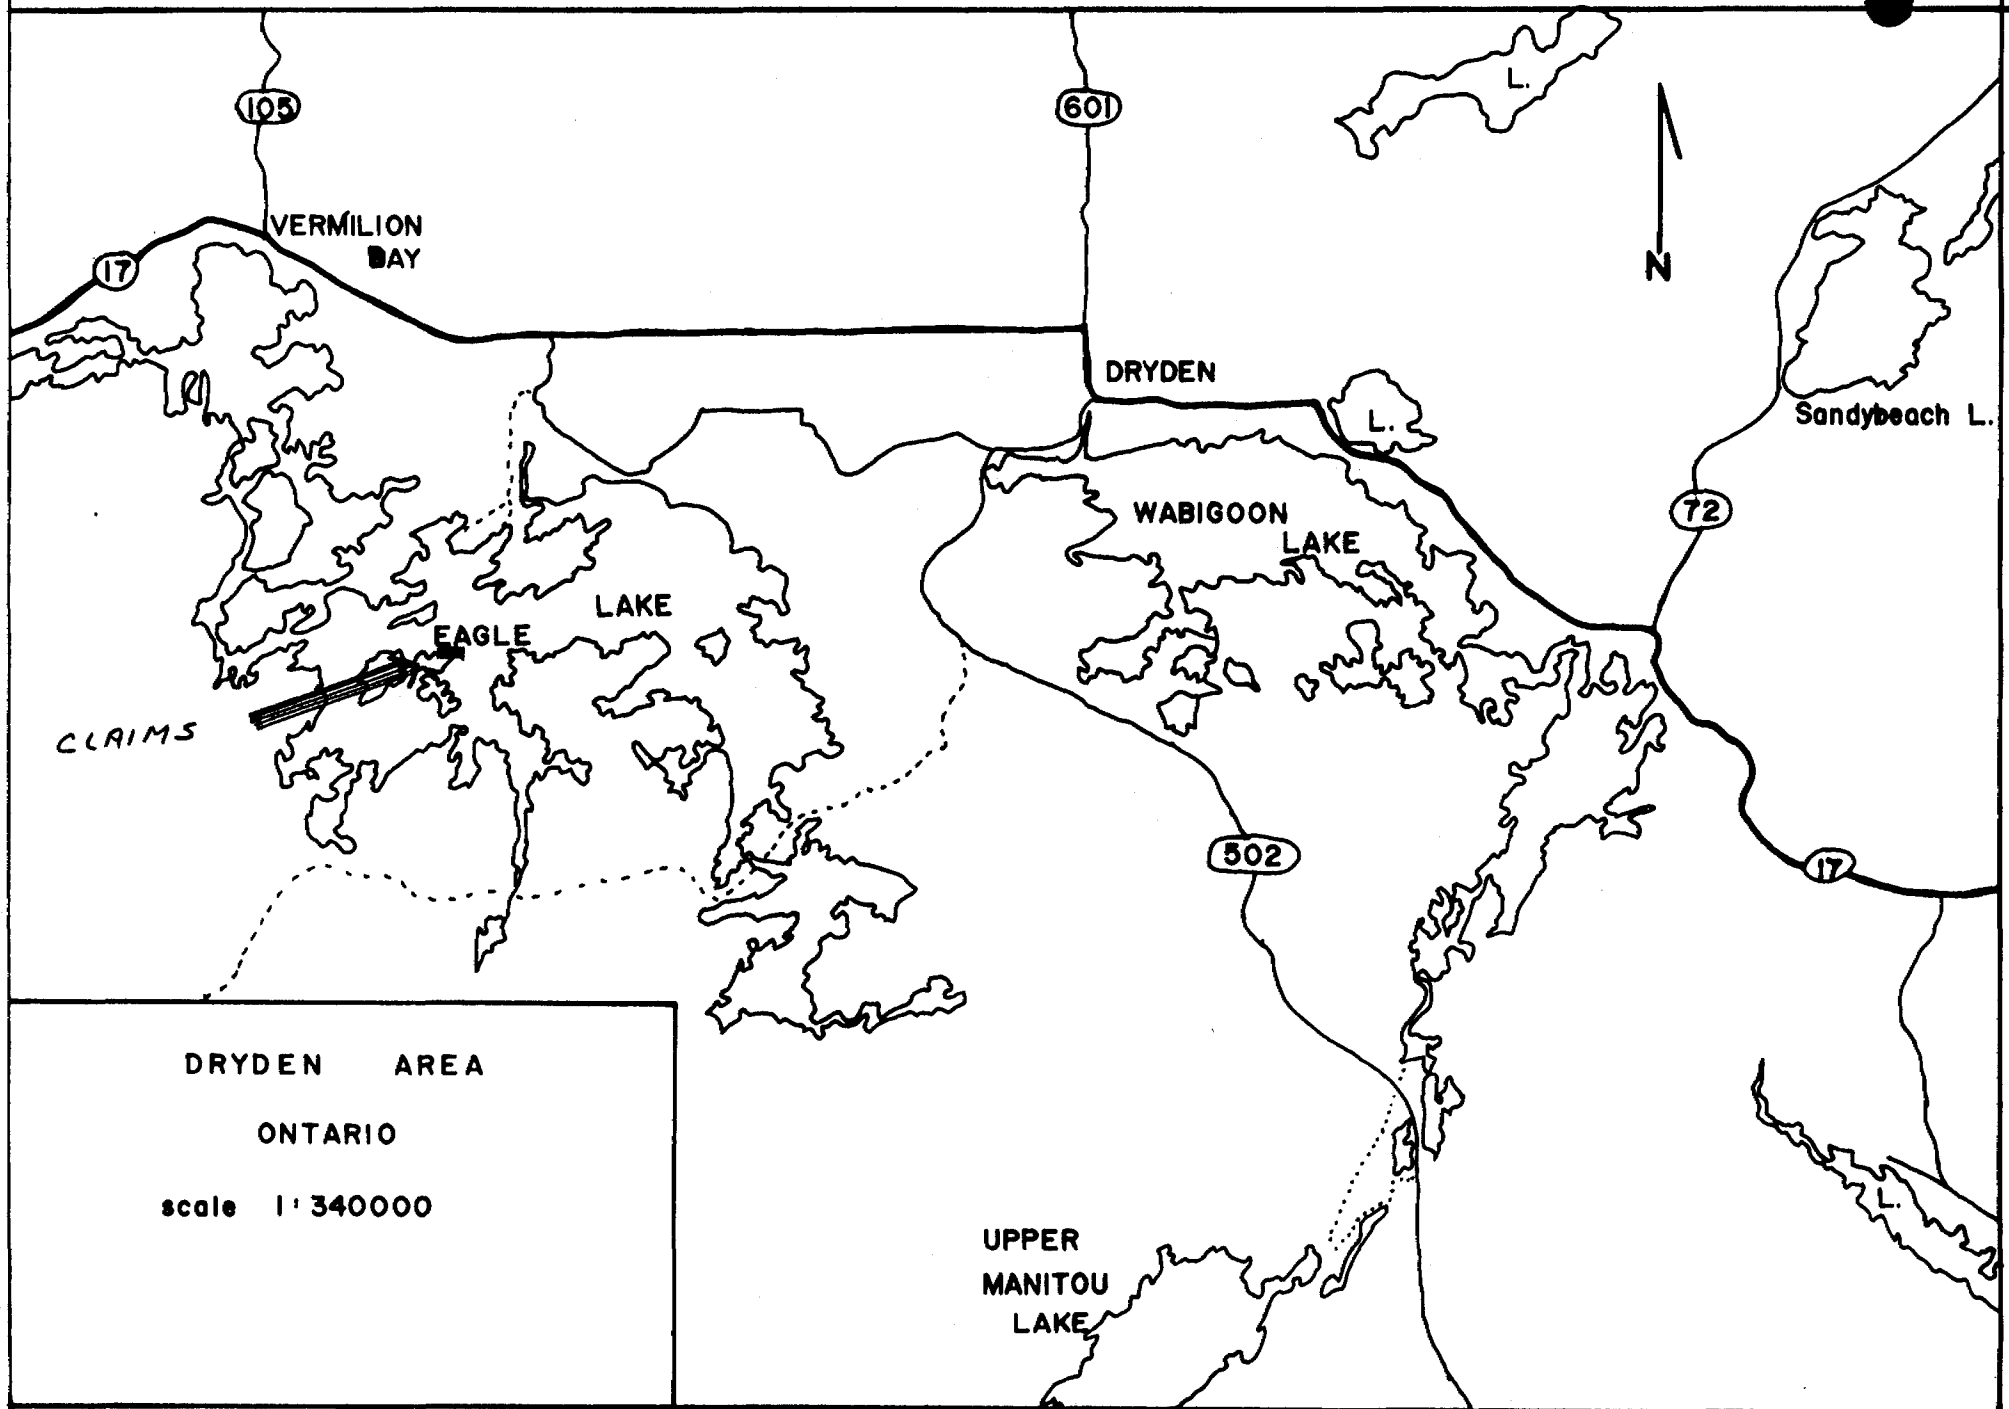 L.
105
601
VERMILION
BAY
17
N
DRYDEN
L.
Sandybeach L.
WABIGOON
LAKE
72
LAKE
EAGLE
CLAIMS
502
17
DRYDEN AREA
ONTARIO
scale 1:340000
L.
UPPER
MANITOU
LAKE